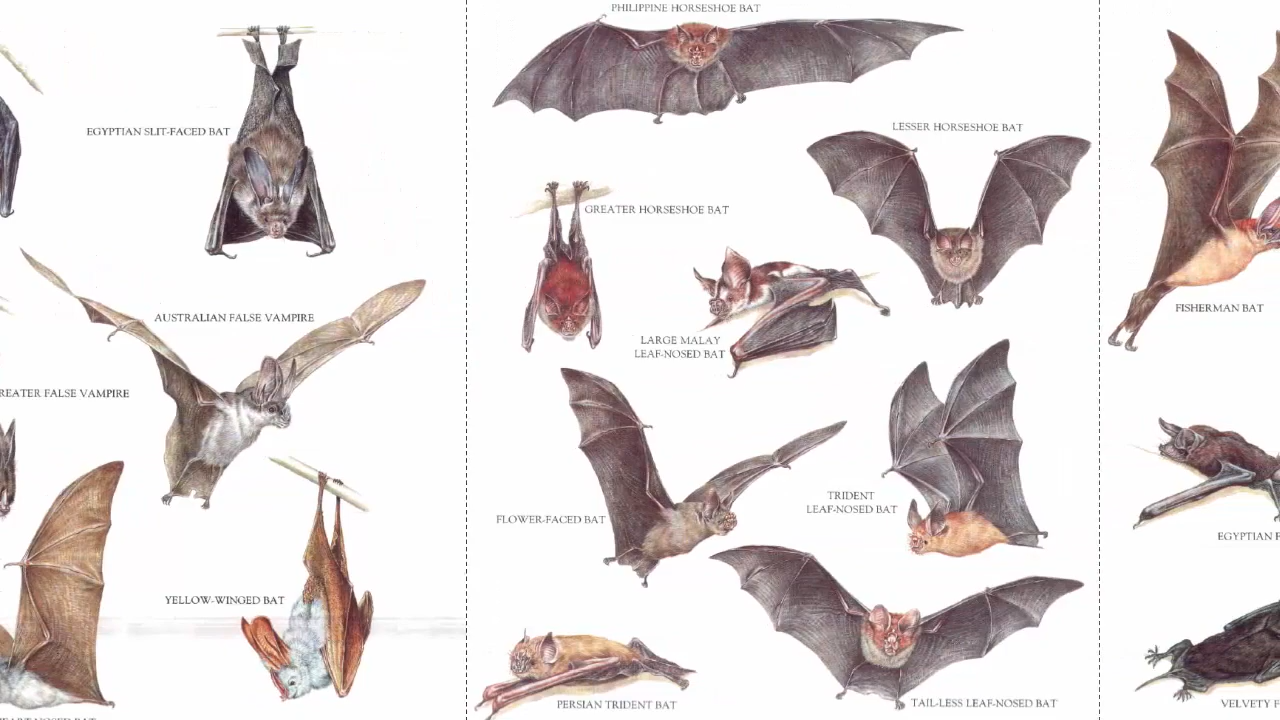 EGYPTIAN SLIT-FACED BAT
AUSTRALIAN FALSE VAMPIRE
REATER FALSE VAMPIRE
YELLOW-WINGED BAT
PHILIPPINE HORSESHOE BAT
LESSER HORSESHOE BAT
GREATER HORSESHOE BAT
LARGE MALAY
LEAF-NOSED BAT
FLOWER-FACED BAT
TRIDENT
LEAF-NOSED BAT
PERSIAN TRIDENT BAT
TAIL-LESS LEAF-NOSED BAT
FISHERMAN BAT
EGYPTIAN F
VELVETY F